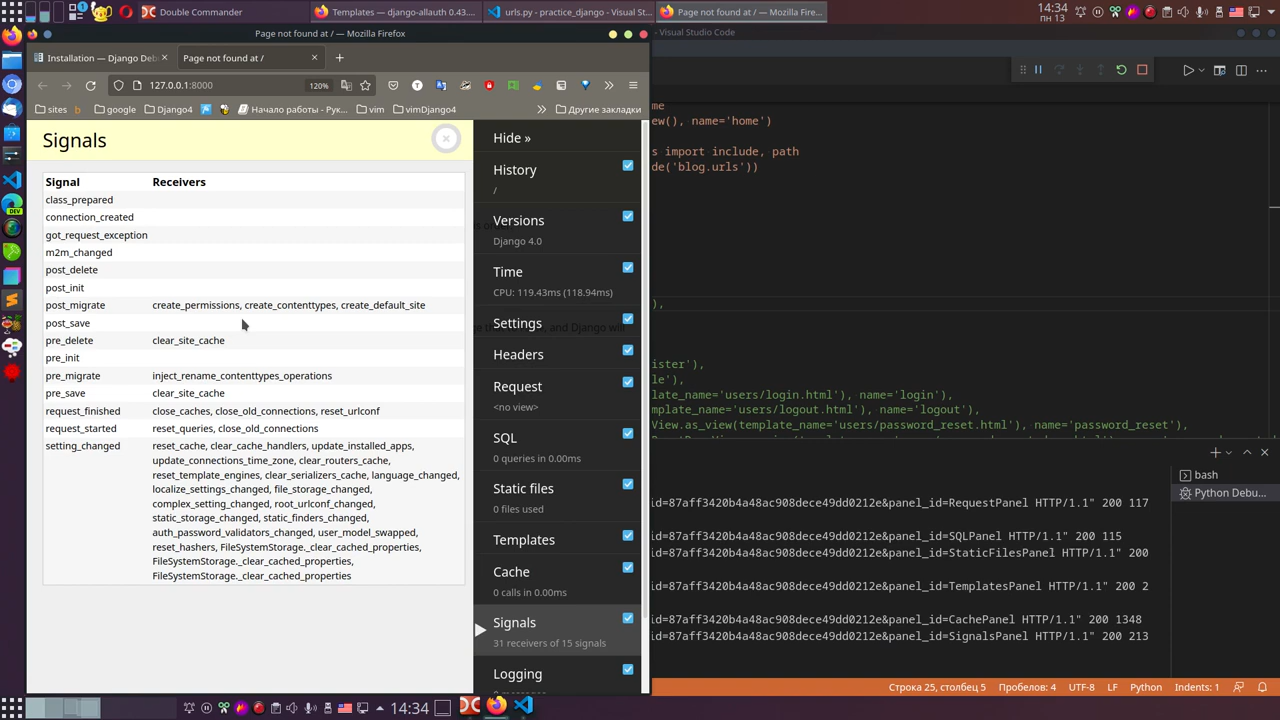 Double Commander
Templates — django-allauth 0.43....
urls.py - practice_django - Visual St...
Page not found at / — Mozilla Firef...
14:34
пн 13
Page not found at / — Mozilla Firefox
- Visual Studio Code
Installation — Django Deb
Page not found at /
127.0.0.1:8000
120%
sites
google
Django4
Начало работы - Рук...
vim
vimDjango4
Другие закладки
Signals
Signal Receivers
class_prepared
connection_created
got_request_exception
m2m_changed
post_delete
post_init
post_migrate create_permissions, create_contenttypes, create_default_site
post_save
pre_delete clear_site_cache
pre_init
pre_migrate inject_rename_contenttypes_operations
pre_save clear_site_cache
request_finished close_caches, close_old_connections, reset_urlconf
request_started reset_queries, close_old_connections
setting_changed reset_cache, clear_cache_handlers, update_installed_apps,
update_connections_time_zone, clear_routers_cache,
reset_template_engines, clear_serializers_cache, language_changed,
localize_settings_changed, file_storage_changed,
complex_setting_changed, root_urlconf_changed,
static_storage_changed, static_finders_changed,
auth_password_validators_changed, user_model_swapped,
reset_hashers, FileSystemStorage._clear_cached_properties,
FileSystemStorage._clear_cached_properties,
FileSystemStorage._clear_cached_properties
Hide »
History
/
Versions
Django 4.0
Time
CPU: 119.43ms (118.94ms)
Settings
Headers
Request
<no view>
SQL
0 queries in 0.00ms
Static files
0 files used
Templates
Cache
0 calls in 0.00ms
Signals
31 receivers of 15 signals
Logging
me
ew(), name='home')
s import include, path
de('blog.urls'))
),
ister'),
le'),
late_name='users/login.html'), name='login'),
mplate_name='users/logout.html'), name='logout'),
View.as_view(template_name='users/password_reset.html'), name='password_reset'),
bash
Python Debu...
id=87aff3420b4a48ac908dece49dd0212e&panel_id=RequestPanel HTTP/1.1" 200 117
id=87aff3420b4a48ac908dece49dd0212e&panel_id=SQLPanel HTTP/1.1" 200 115
id=87aff3420b4a48ac908dece49dd0212e&panel_id=StaticFilesPanel HTTP/1.1" 200
id=87aff3420b4a48ac908dece49dd0212e&panel_id=TemplatesPanel HTTP/1.1" 200 2
id=87aff3420b4a48ac908dece49dd0212e&panel_id=CachePanel HTTP/1.1" 200 1348
id=87aff3420b4a48ac908dece49dd0212e&panel_id=SignalsPanel HTTP/1.1" 200 213
Строка 25, столбец 5
Пробелов: 4
UTF-8
LF
Python
Indents: 1
DEV
14:34